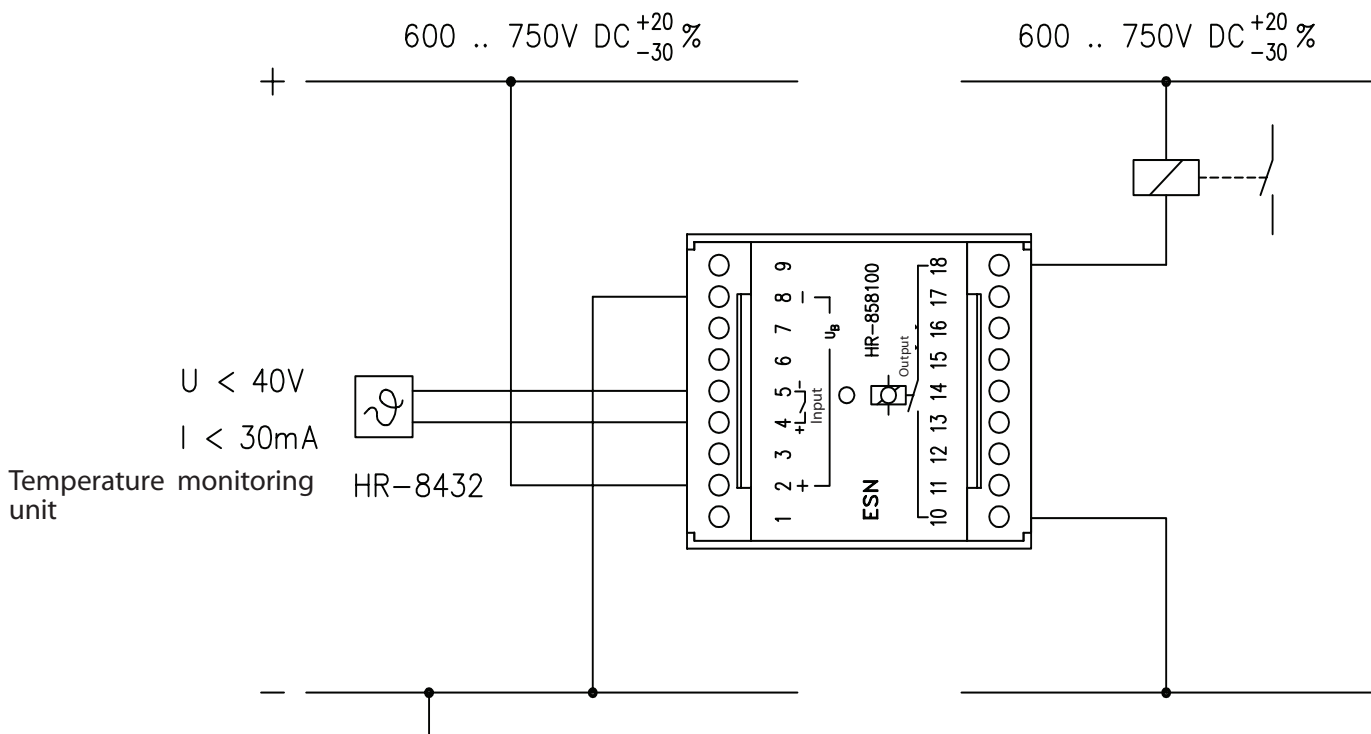 600 .. 750V DC +20 -30 %
600 .. 750V DC +20 -30 %
+
U < 40V
I < 30mA
Temperature monitoring
unit
HR-8432
1 2 3 4 5 6 7 8 9
+ + - -
Input
UB
ESN
HR-858100
Output
10 11 12 13 14 15 16 17 18
−